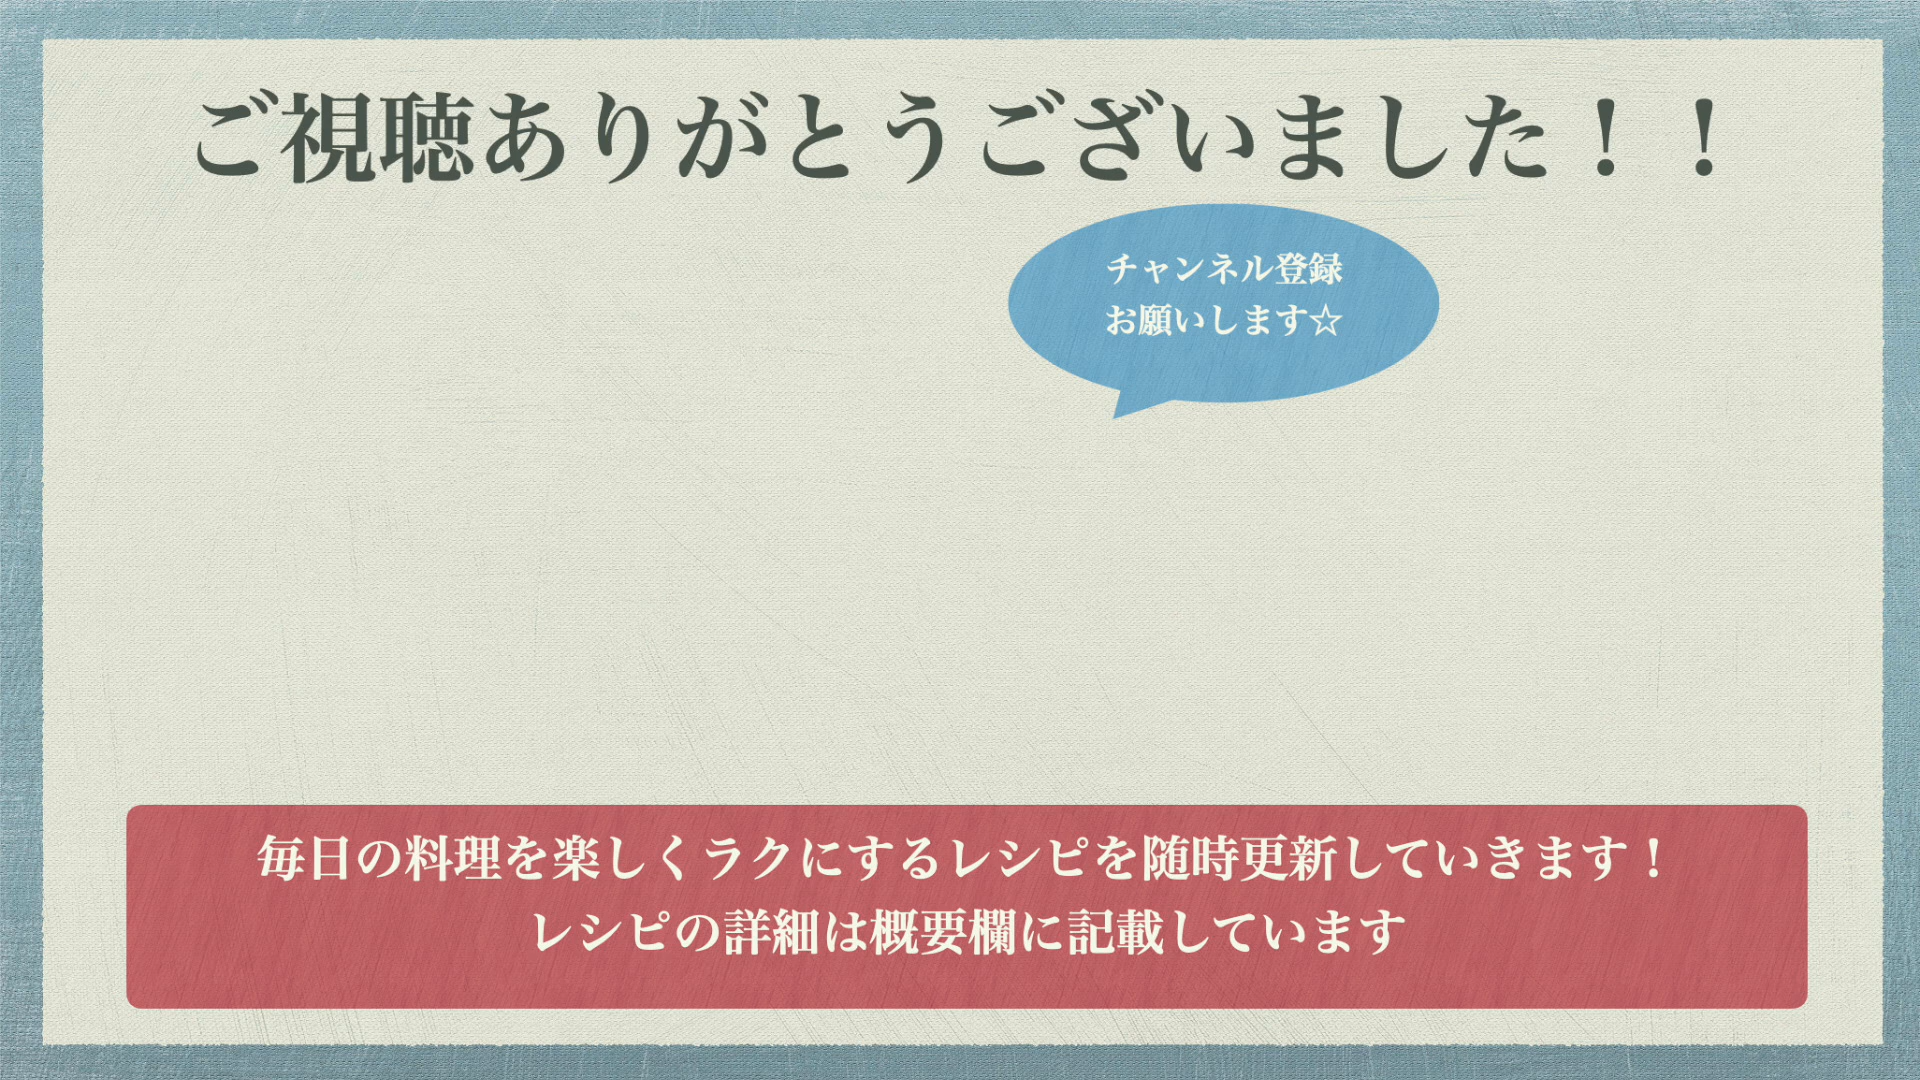 ご視聴ありがとうございました！！
チャンネル登録
お願いします☆
毎日の料理を楽しくラクにするレシピを随時更新していきます！
レシピの詳細は概要欄に記載しています